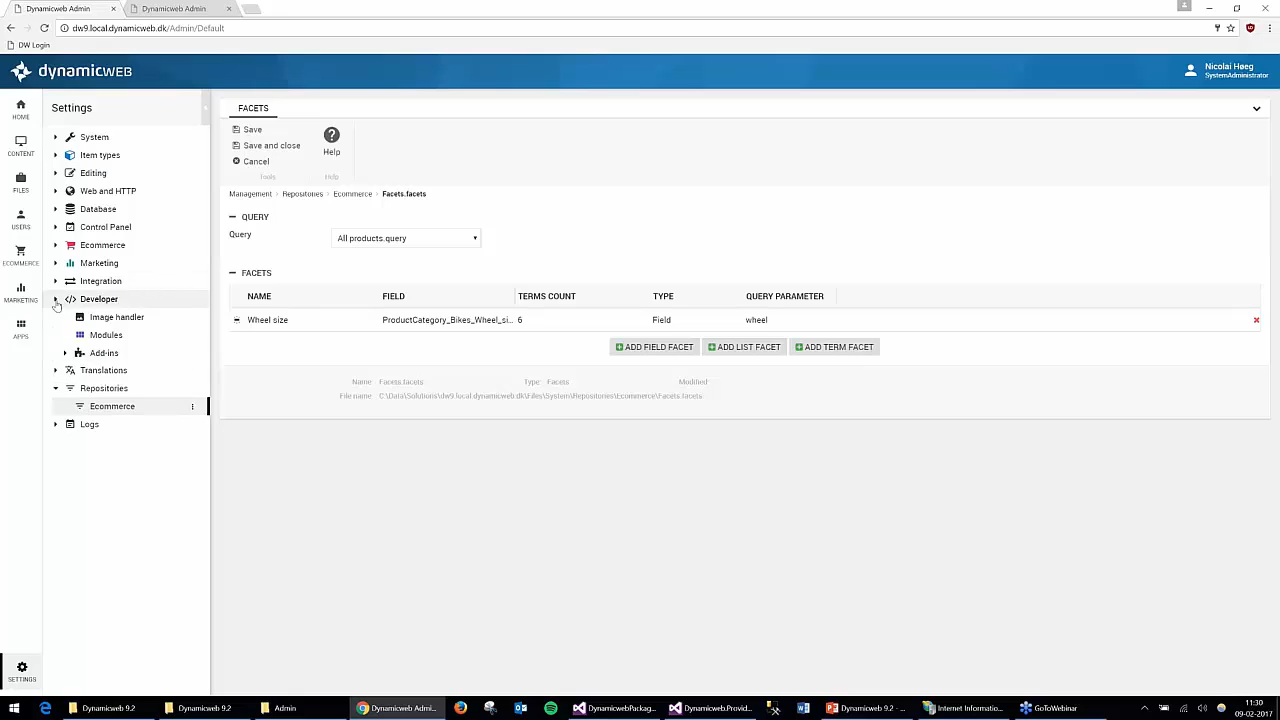 Dynamicweb Admin
Dynamicweb Admin
dw9.local.dynamicweb.dk/Admin/Default
DW Login
dynamicweb
Nicolai Høeg
SystemAdministrator
HOME
CONTENT
FILES
USERS
ECOMMERCE
MARKETING
APPS
SETTINGS
Settings
System
Item types
Editing
Web and HTTP
Database
Control Panel
Ecommerce
Marketing
Integration
Developer
Image handler
Modules
Add-ins
Translations
Repositories
Ecommerce
Logs
FACETS
Save
Save and close
Cancel
Tools
Help
Help
Management Repositories Ecommerce Facets.facets
QUERY
Query All products.query
FACETS
NAME FIELD TERMS COUNT TYPE QUERY PARAMETER
Wheel size ProductCategory_Bikes_Wheel_si... 6 Field wheel
ADD FIELD FACET ADD LIST FACET ADD TERM FACET
Name Facets.facets Type Facets Modified
File name C:\Data\Solutions\dw9.local.dynamicweb.dk\Files\System\Repositories\Ecommerce\Facets.facets
Dynamicweb 9.2 Dynamicweb 9.2 Admin Dynamicweb Admi... DynamicwebPackag... Dynamicweb.Provid... Dynamicweb 9.2 - ... Internet Informatio... GoToWebinar
11:30
09-02-2017